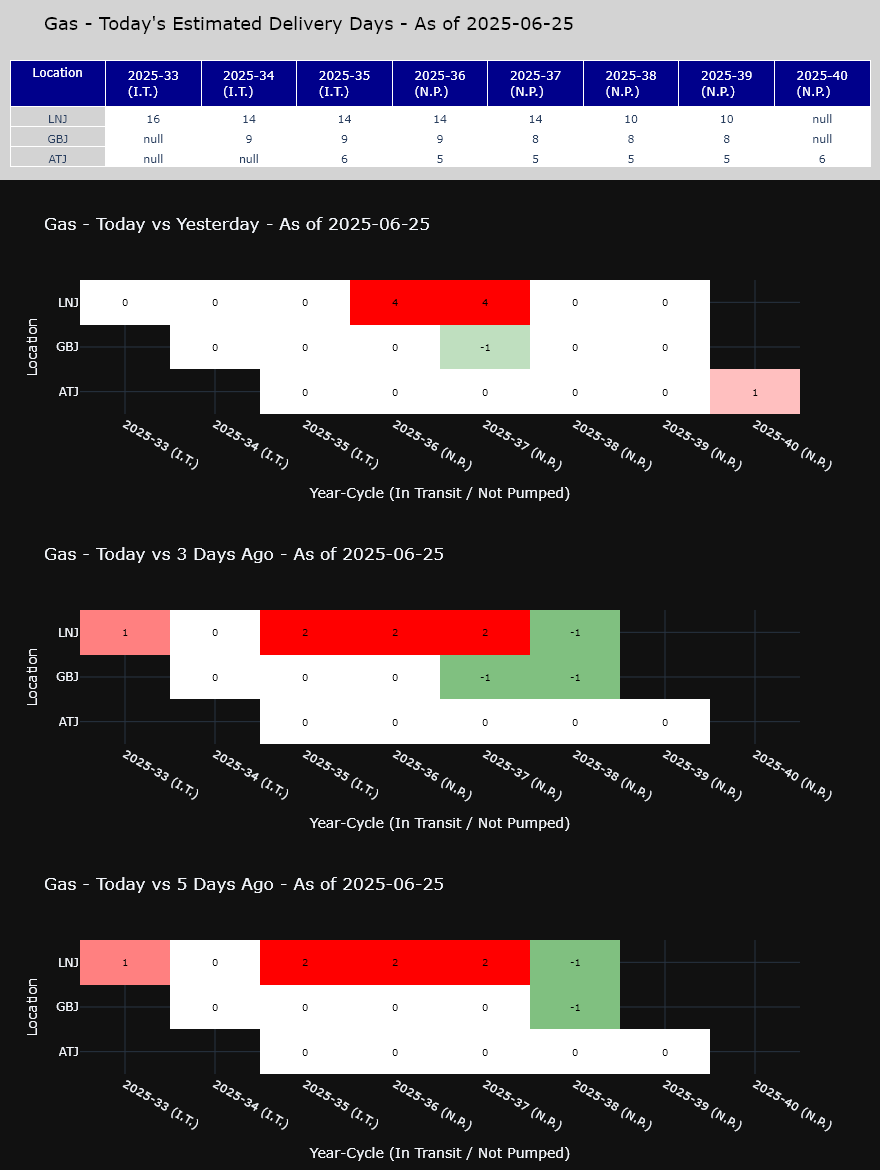 Gas - Today's Estimated Delivery Days - As of 2025-06-25
Location 2025-33 (I.T.) 2025-34 (I.T.) 2025-35 (I.T.) 2025-36 (N.P.) 2025-37 (N.P.) 2025-38 (N.P.) 2025-39 (N.P.) 2025-40 (N.P.)
LNJ 16 14 14 14 14 10 10 null
GBJ null 9 9 9 8 8 8 null
ATJ null null 6 5 5 5 5 6
Gas - Today vs Yesterday - As of 2025-06-25
Location
LNJ 0 0 0 4 4 0 0
GBJ 0 0 0 -1 0 0
ATJ 0 0 0 0 0 1
2025-33 (I.T.) 2025-34 (I.T.) 2025-35 (I.T.) 2025-36 (N.P.) 2025-37 (N.P.) 2025-38 (N.P.) 2025-39 (N.P.) 2025-40 (N.P.)
Year-Cycle (In Transit / Not Pumped)
Gas - Today vs 3 Days Ago - As of 2025-06-25
Location
LNJ 1 0 2 2 2 -1
GBJ 0 0 0 -1 -1
ATJ 0 0 0 0 0
2025-33 (I.T.) 2025-34 (I.T.) 2025-35 (I.T.) 2025-36 (N.P.) 2025-37 (N.P.) 2025-38 (N.P.) 2025-39 (N.P.) 2025-40 (N.P.)
Year-Cycle (In Transit / Not Pumped)
Gas - Today vs 5 Days Ago - As of 2025-06-25
Location
LNJ 1 0 2 2 2 -1
GBJ 0 0 0 0 -1
ATJ 0 0 0 0 0
2025-33 (I.T.) 2025-34 (I.T.) 2025-35 (I.T.) 2025-36 (N.P.) 2025-37 (N.P.) 2025-38 (N.P.) 2025-39 (N.P.) 2025-40 (N.P.)
Year-Cycle (In Transit / Not Pumped)